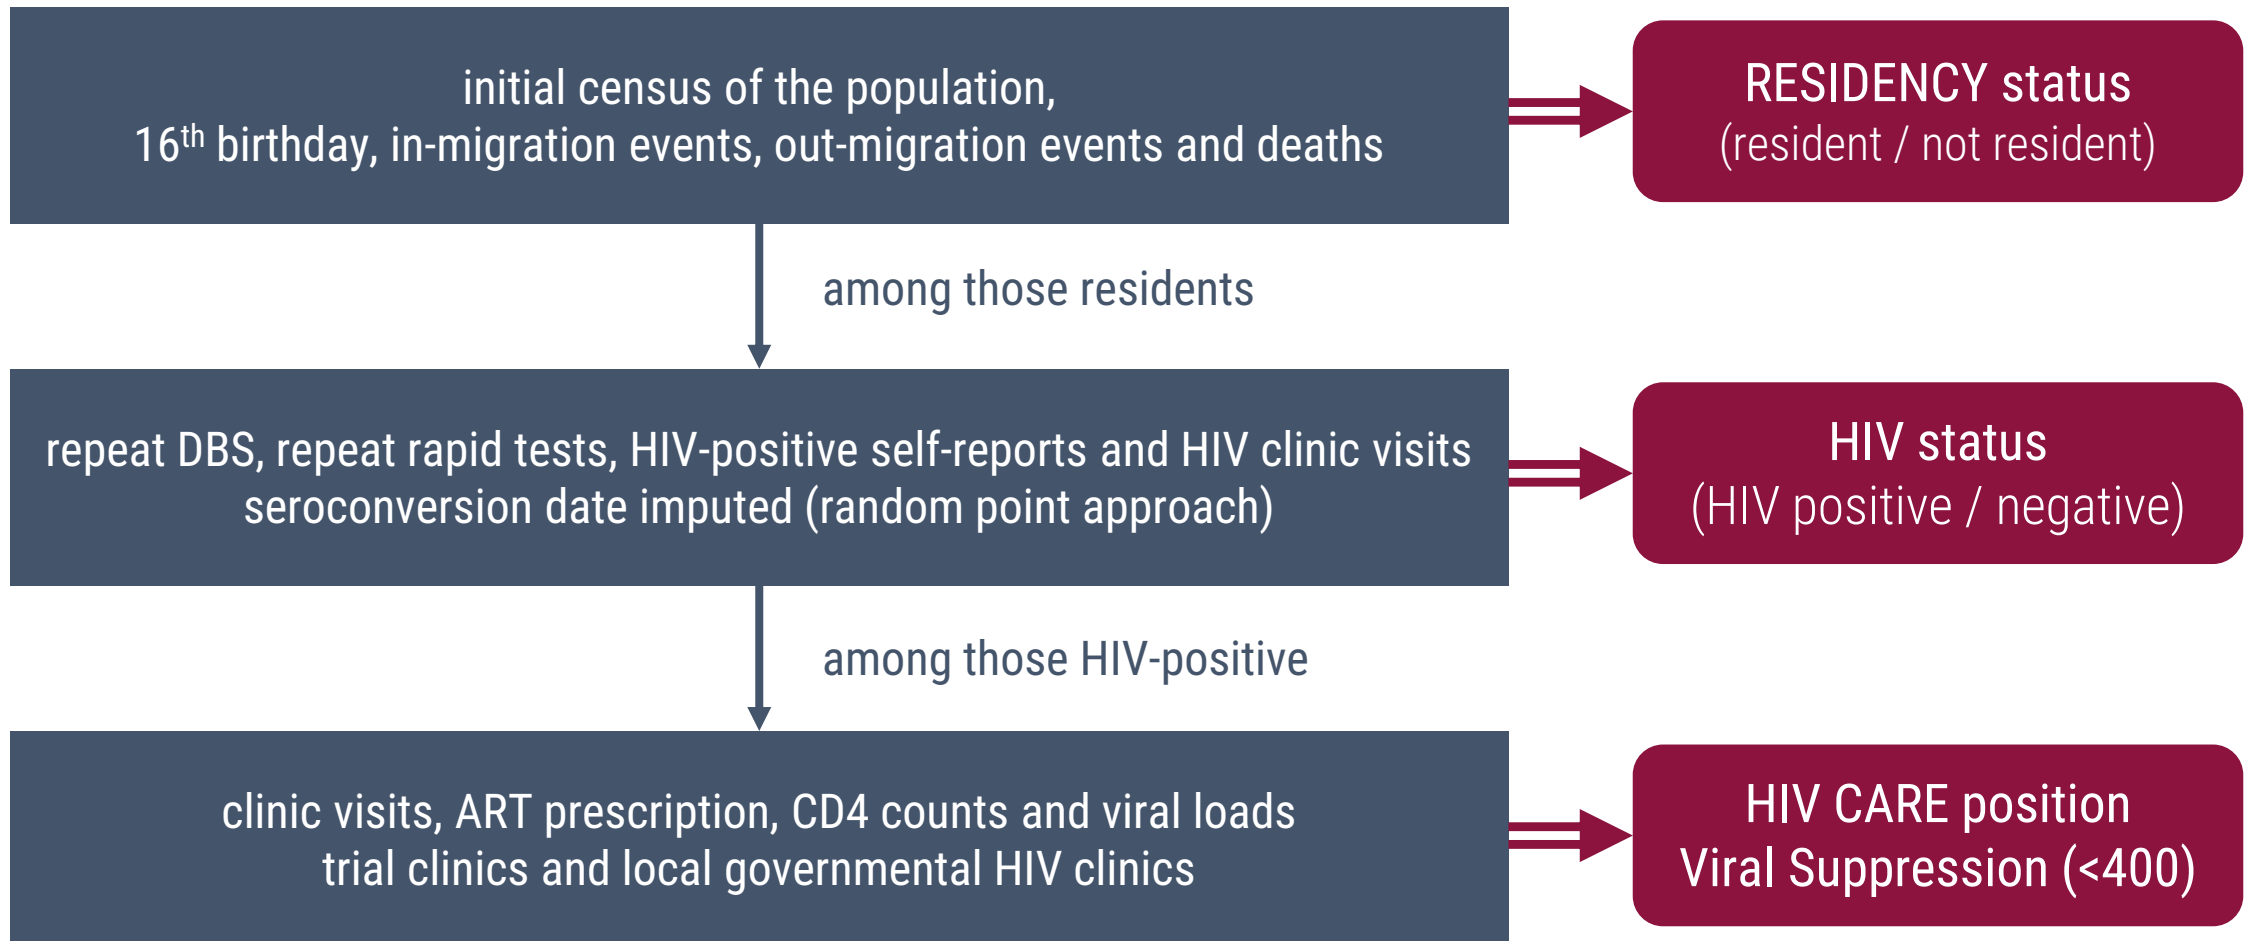 initial census of the population,
16th birthday, in-migration events, out-migration events and deaths
RESIDENCY status
(resident / not resident)
among those residents
repeat DBS, repeat rapid tests, HIV-positive self-reports and HIV clinic visits
seroconversion date imputed (random point approach)
HIV status
(HIV positive / negative)
among those HIV-positive
clinic visits, ART prescription, CD4 counts and viral loads
trial clinics and local governmental HIV clinics
HIV CARE position
Viral Suppression (<400)